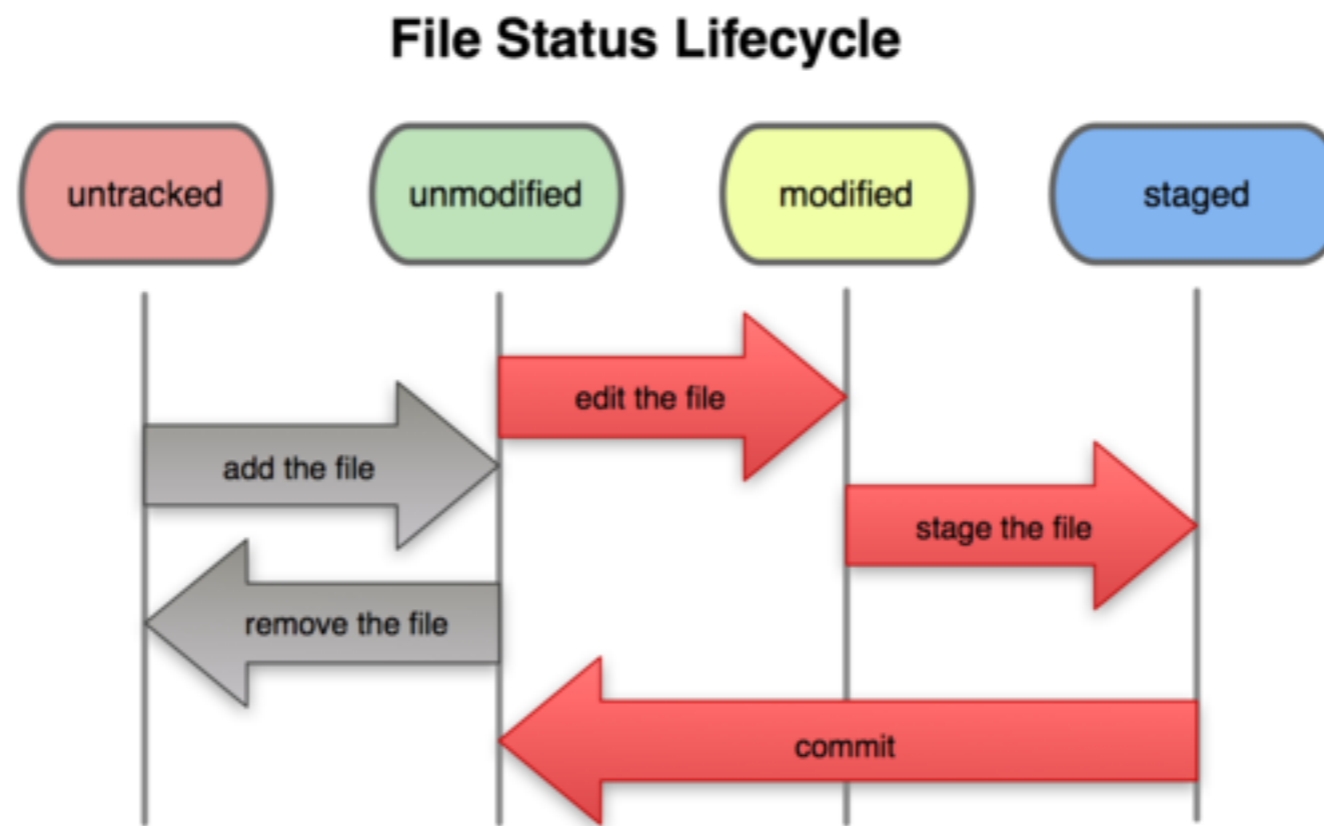 File Status Lifecycle
untracked
unmodified
modified
staged
edit the file
add the file
stage the file
remove the file
commit